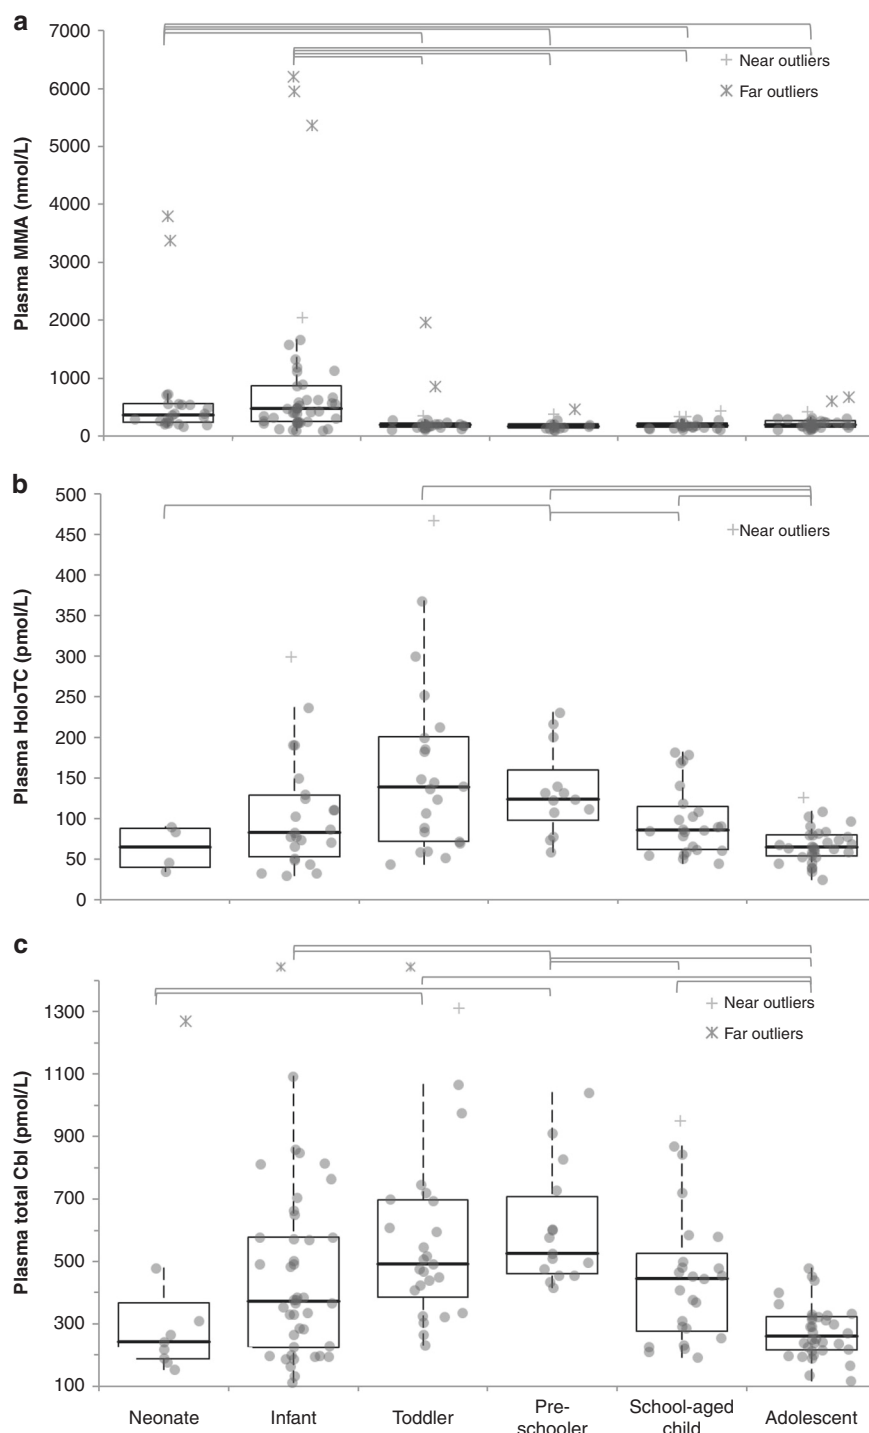 a
Plasma MMA (nmol/L)
7000
6000
5000
4000
3000
2000
1000
0
Near outliers
Far outliers
b
Plasma HoloTC (pmol/L)
500
450
400
350
300
250
200
150
100
50
0
Near outliers
c
Plasma total Cbl (pmol/L)
1300
1100
900
700
500
300
100
Near outliers
Far outliers
Neonate
Infant
Toddler
Pre-
schooler
School-aged
child
Adolescent